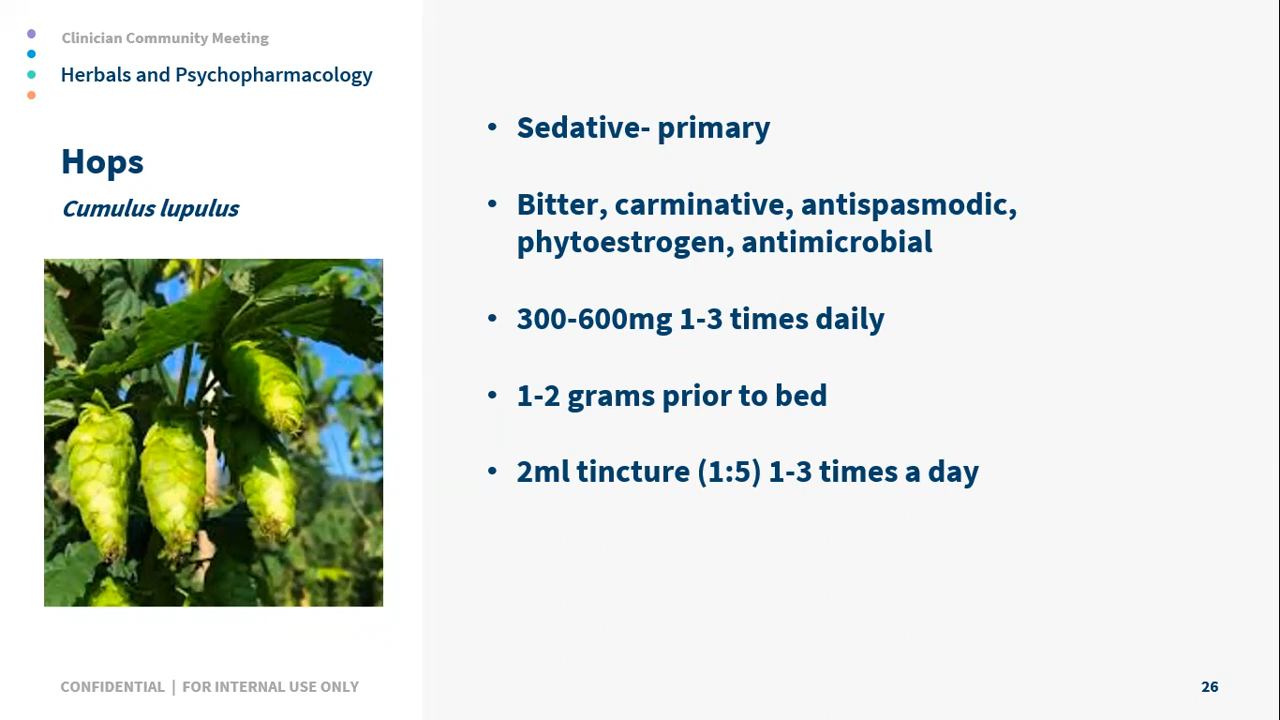 Clinician Community Meeting
Herbals and Psychopharmacology
Hops
Cumulus lupulus
• Sedative- primary
• Bitter, carminative, antispasmodic,
phytoestrogen, antimicrobial
• 300-600mg 1-3 times daily
• 1-2 grams prior to bed
• 2ml tincture (1:5) 1-3 times a day
CONFIDENTIAL | FOR INTERNAL USE ONLY
26